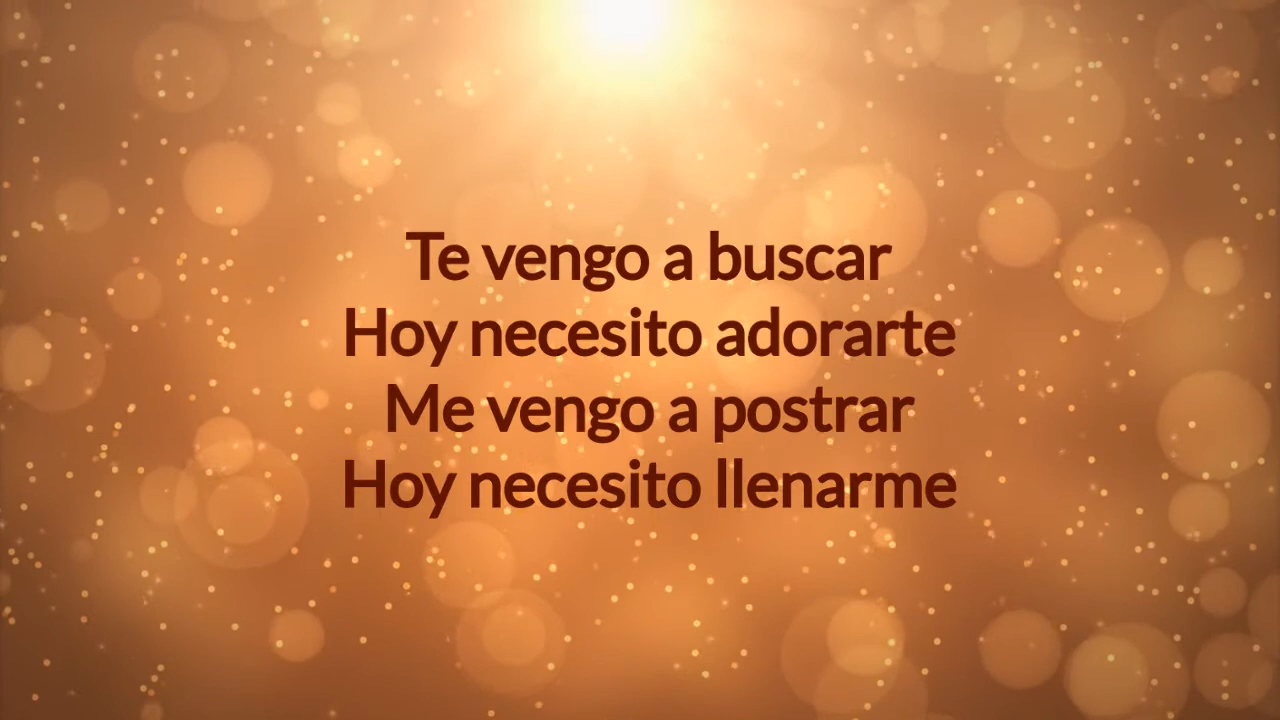 Te vengo a buscar
Hoy necesito adorarte
Me vengo a postrar
Hoy necesito llenarme